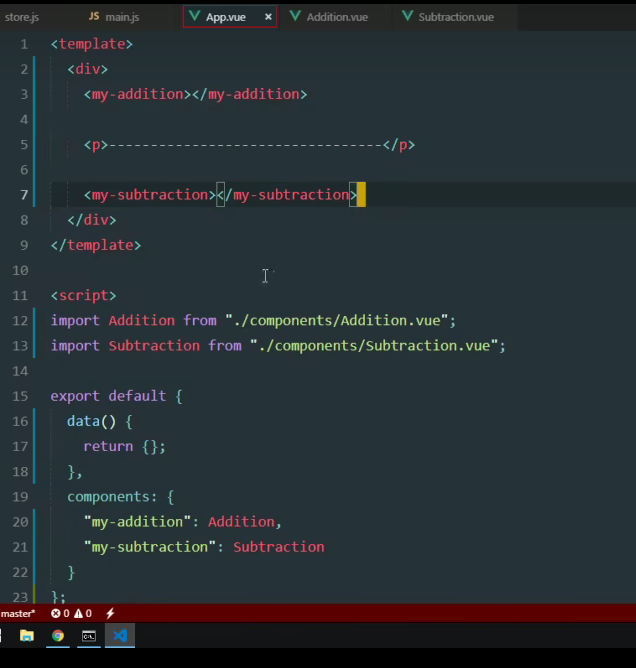 store.js JS main.js App.vue × Addition.vue Subtraction.vue
1 <template>
2 <div>
3 <my-addition></my-addition>
4
5 <p>--------------------------------</p>
6
7 <my-subtraction></my-subtraction>
8 </div>
9 </template>
10
11 <script>
12 import Addition from "./components/Addition.vue";
13 import Subtraction from "./components/Subtraction.vue";
14
15 export default {
16 data() {
17 return {};
18 },
19 components: {
20 "my-addition": Addition,
21 "my-subtraction": Subtraction
22 }
23 };
master* 0 0